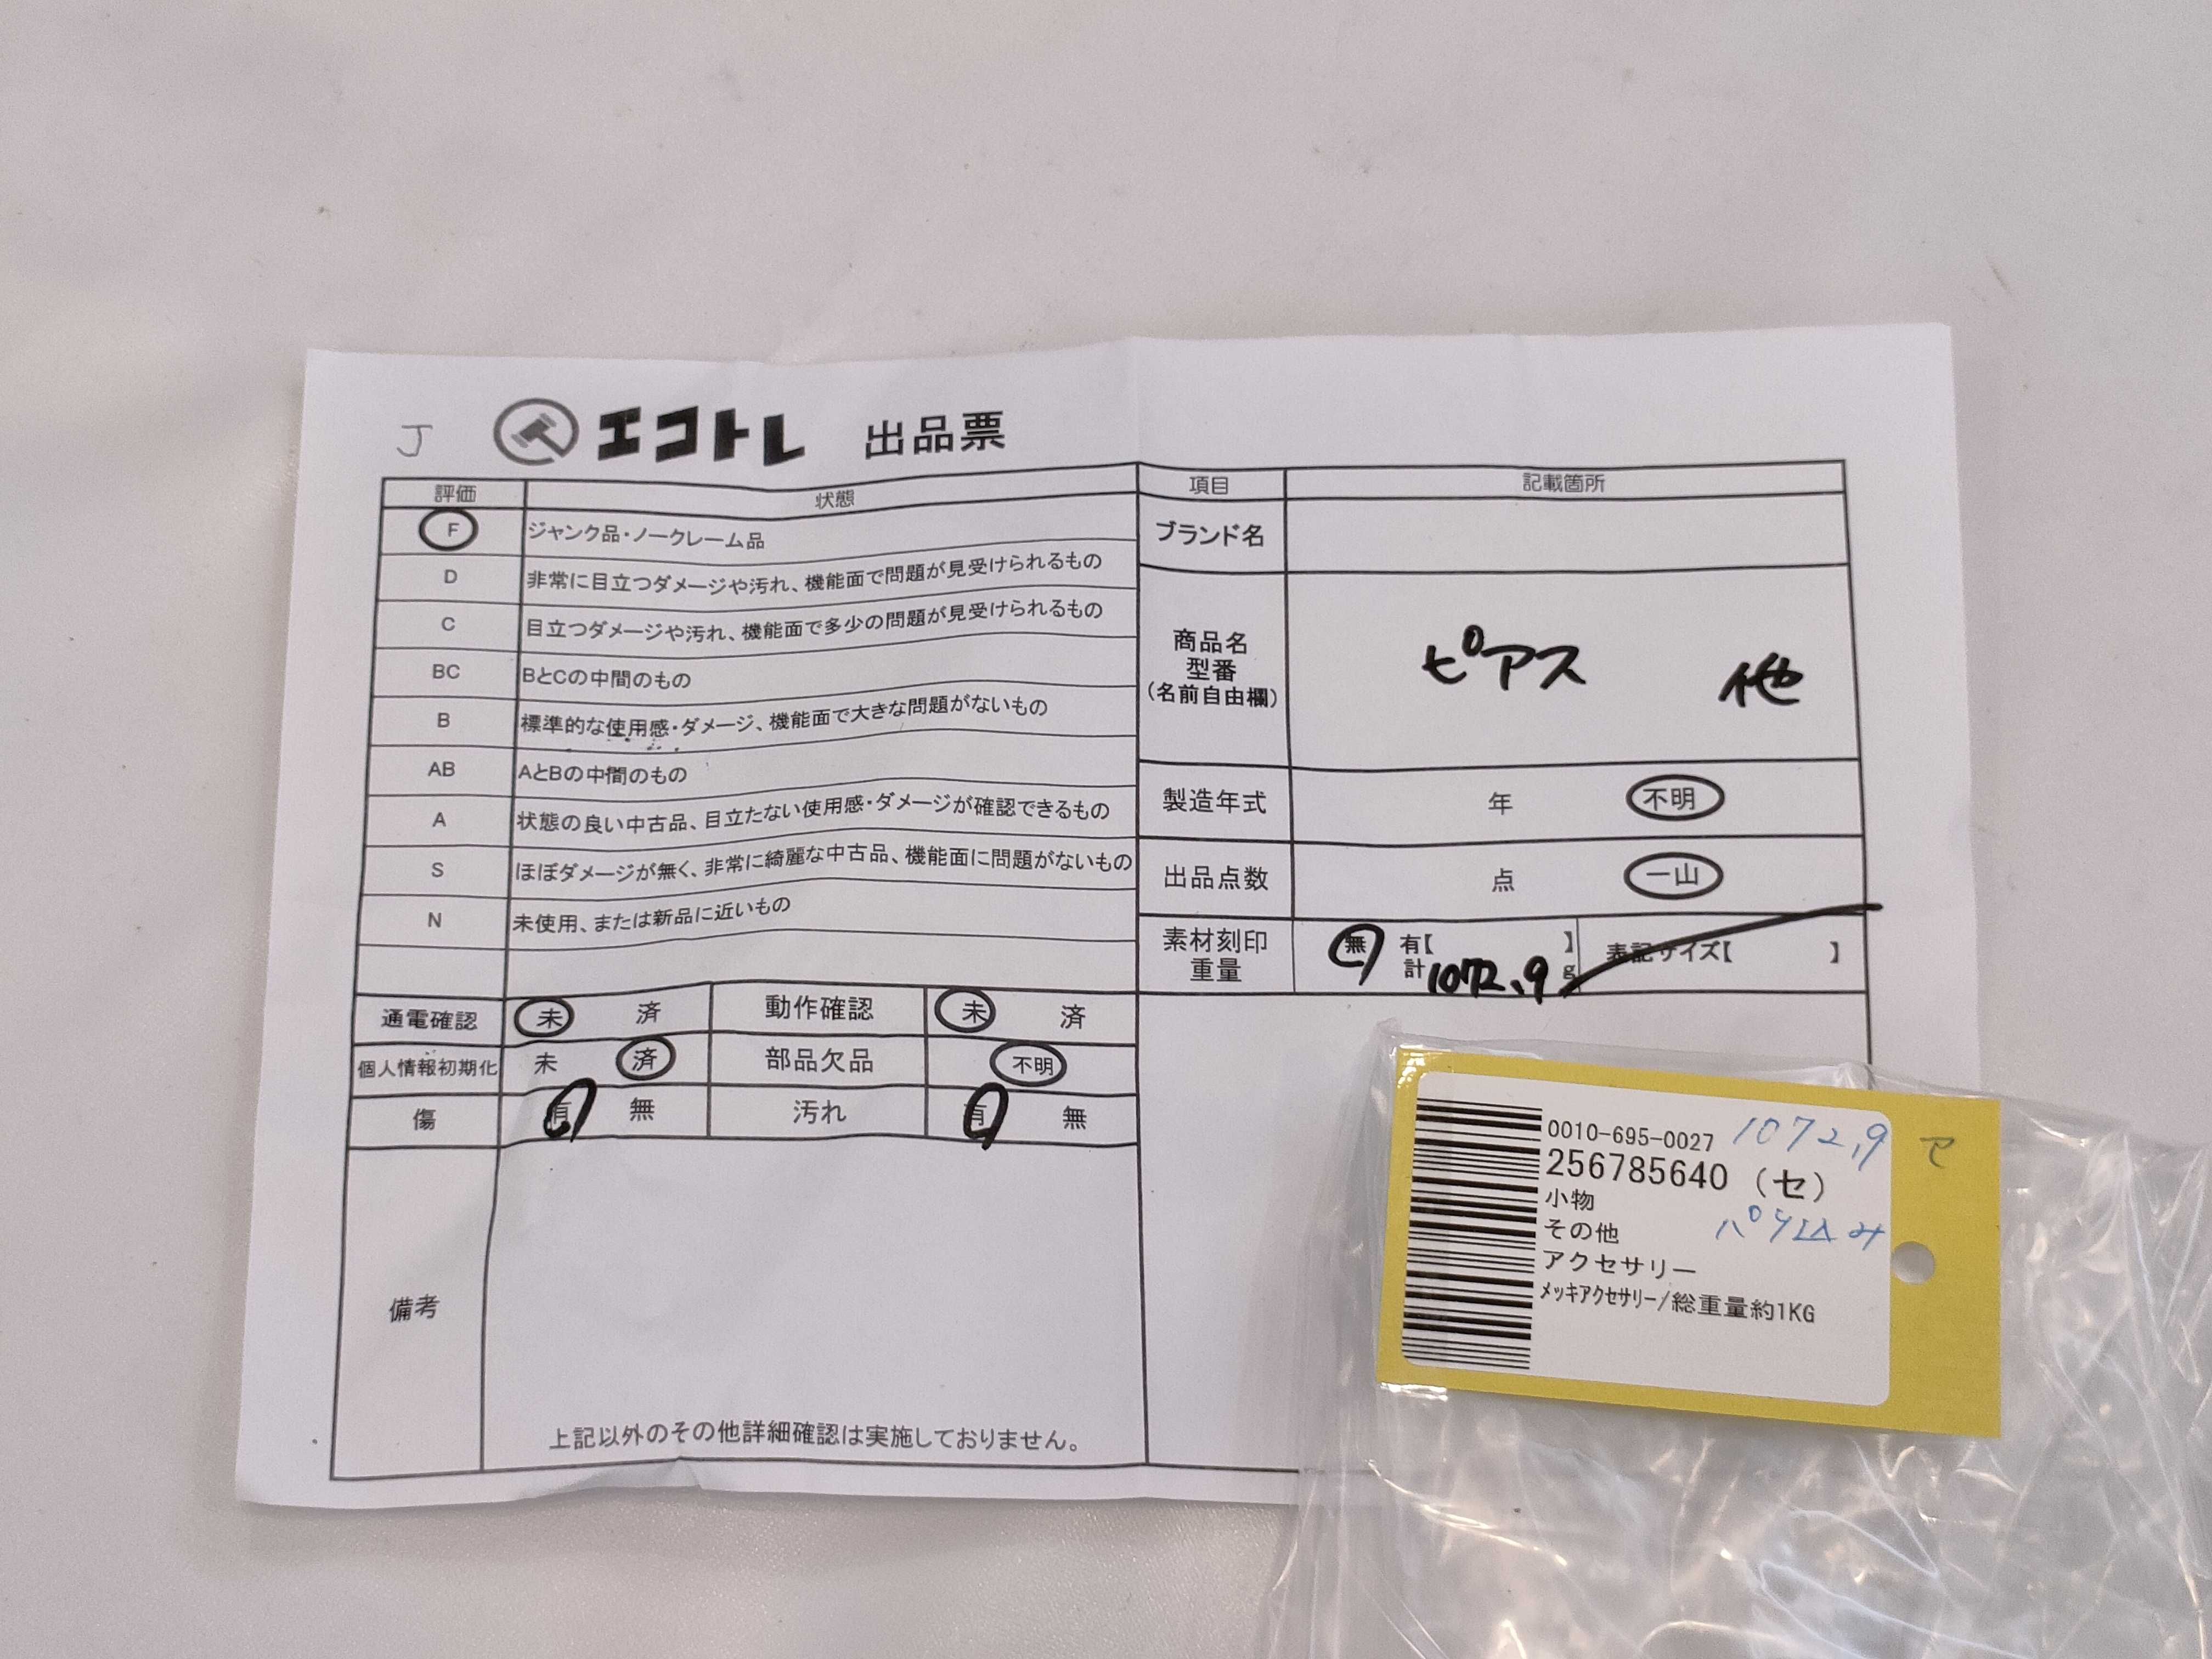 J エコトレ 出品票
評価 状態
F ジャンク品・ノークレーム品
D 非常に目立つダメージや汚れ、機能面で問題が見受けられるもの
C 目立つダメージや汚れ、機能面で多少の問題が見受けられるもの
BC BとCの中間のもの
B 標準的な使用感・ダメージ、機能面で大きな問題がないもの
AB AとBの中間のもの
A 状態の良い中古品、目立たない使用感・ダメージが確認できるもの
S ほぼダメージが無く、非常に綺麗な中古品、機能面に問題がないもの
N 未使用、または新品に近いもの
通電確認 未 済 動作確認 未 済
個人情報初期化 未 済 部品欠品 不明
傷 有 無 汚れ 有 無
備考
上記以外のその他詳細確認は実施しておりません。
項目 記載箇所
ブランド名
商品名
型番
(名前自由欄)
ピアス 他
製造年式 年 不明
出品点数 点 一山
素材刻印
重量
無 有【 】
計1072.9 g
表記サイズ【 】
0010-695-0027 1072.9
256785640 (セ)
小物
その他
アクセサリー
メッキアクセサリー/総重量約1KG